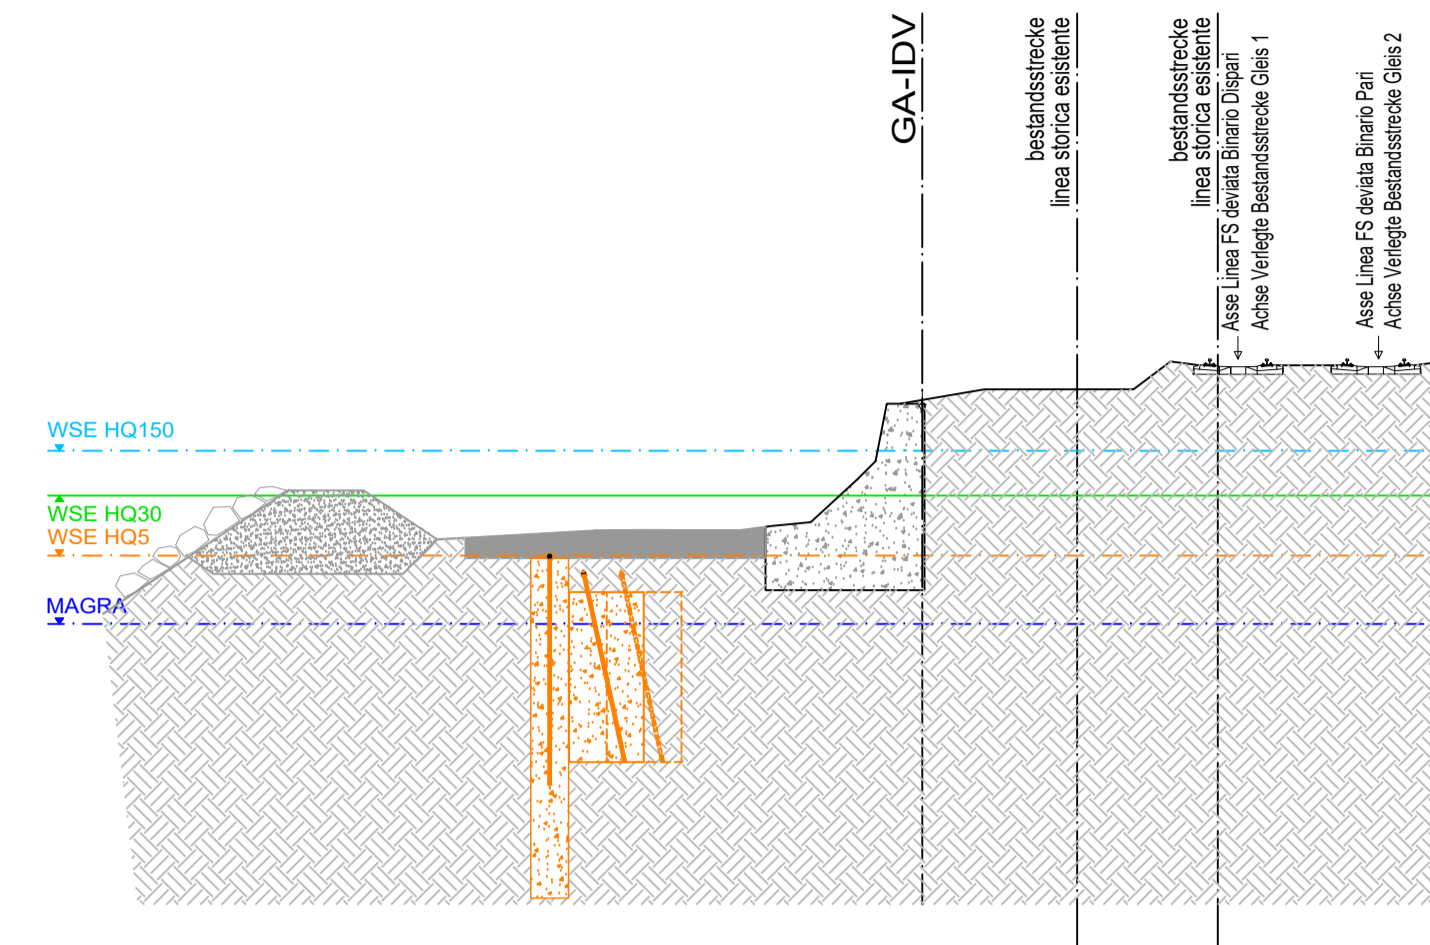 GA-IDV
bestandsstrecke
linea storica esistente
bestandsstrecke
linea storica esistente
Asse Linea FS deviata Binario Dispari
Achse Verlegte Bestandsstrecke Gleis 1
Asse Linea FS deviata Binario Pari
Achse Verlegte Bestandsstrecke Gleis 2
WSE HQ150
WSE HQ30
WSE HQ5
MAGRA